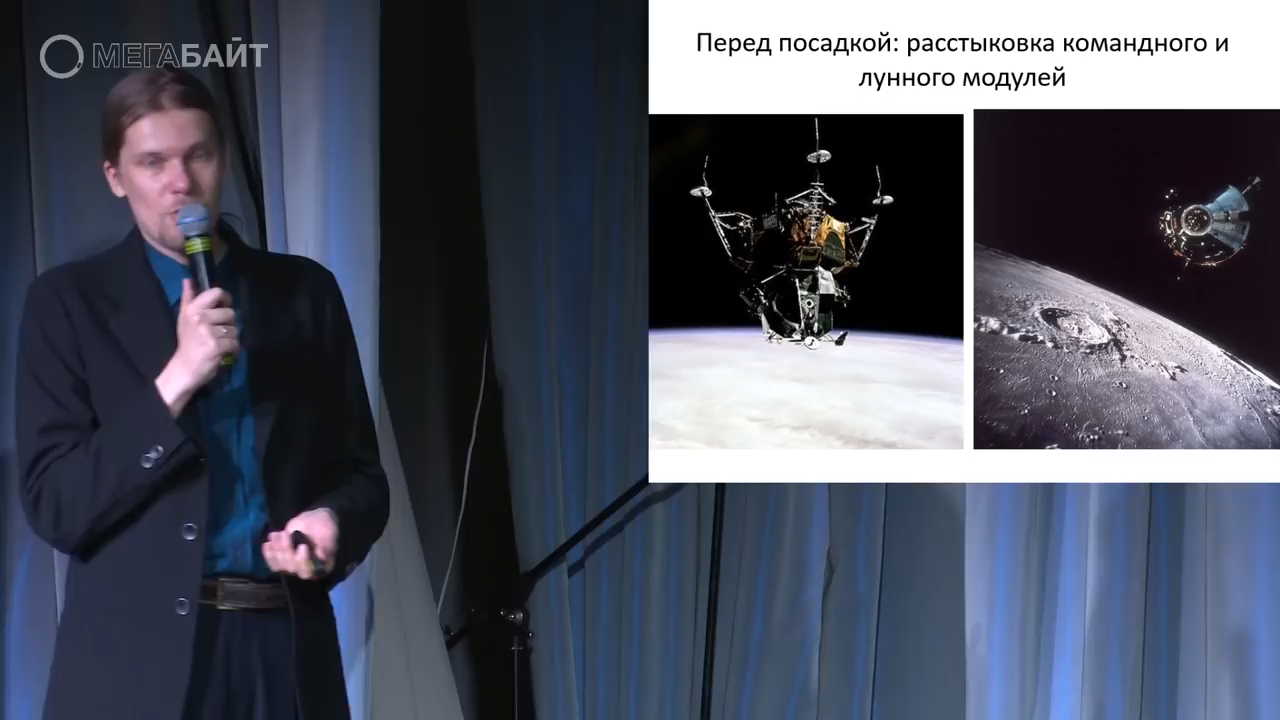 МЕГАБАЙТ
Перед посадкой: расстыковка командного и
лунного модулей